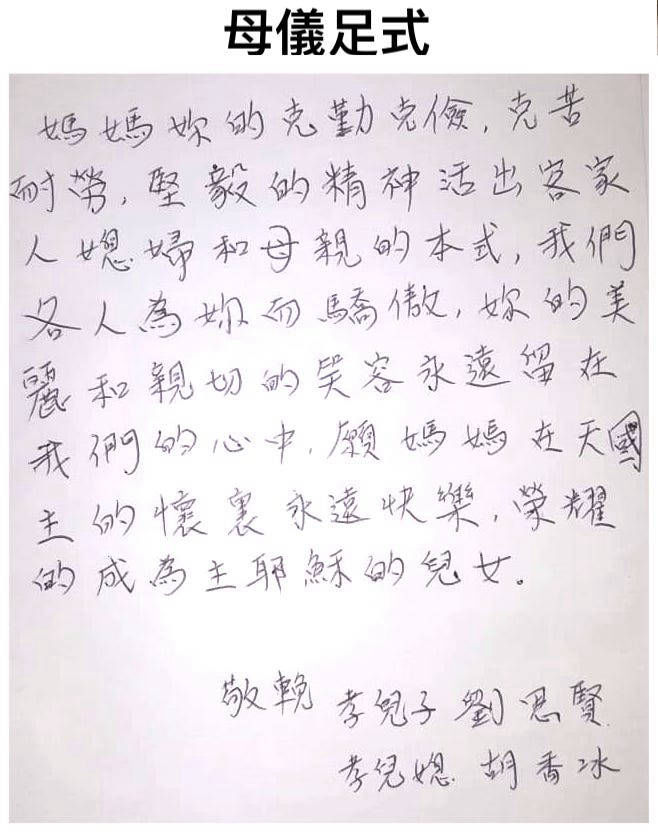 母儀足式
媽媽妳的克勤克儉,克苦
耐勞,堅毅的精神活出客家
人媳婦和母親的本式,我們
各人為妳而驕傲,妳的美
麗和親切的笑容永遠留在
我們的心中,願媽媽在天國
主的懷裏永遠快樂,榮耀
的成為主耶穌的兒女。
敬輓 孝兒子 劉思賢
孝兒媳 胡香冰